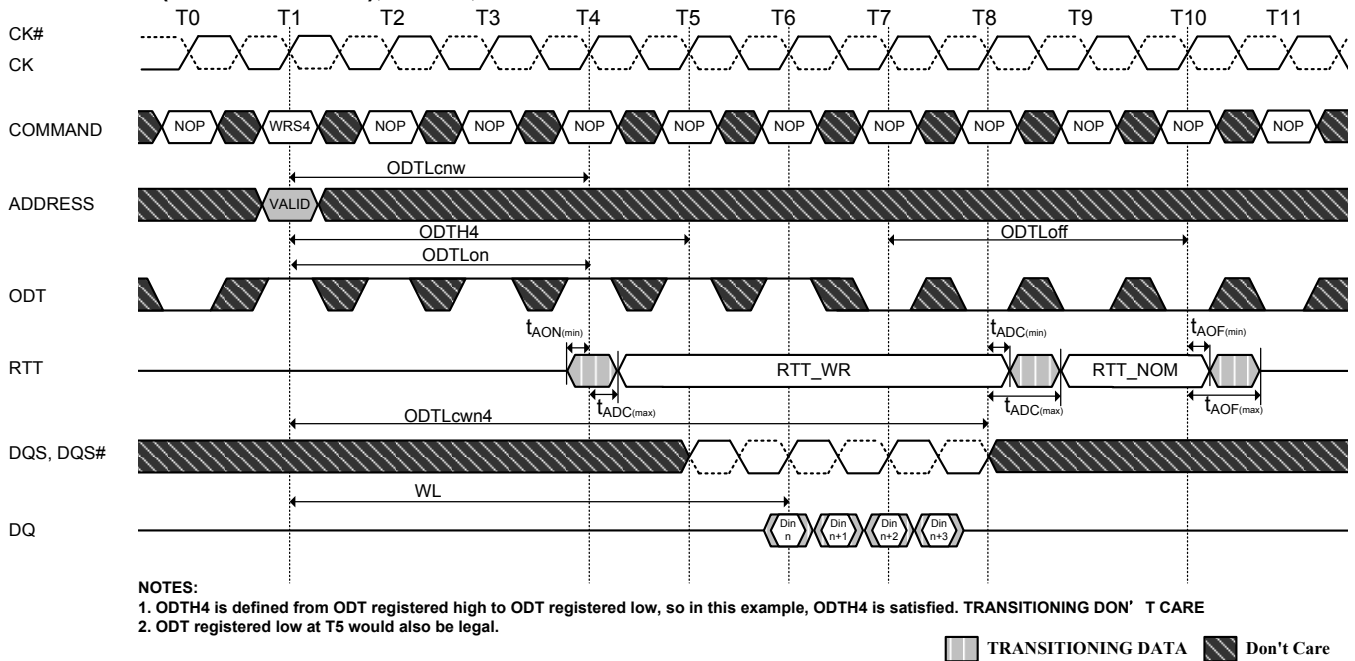 T0 T1 T2 T3 T4 T5 T6 T7 T8 T9 T10 T11
CK#
CK
COMMAND NOP WRS4 NOP NOP NOP NOP NOP NOP NOP NOP NOP NOP
ODTLcnw
ADDRESS VALID
ODTH4 ODTLoff
ODTLon
ODT
tAON(min) tADC(min) tAOF(min)
RTT RTT_WR RTT_NOM
tADC(max) tADC(max) tAOF(max)
ODTLcwn4
DQS, DQS#
WL
DQ Din n Din n+1 Din n+2 Din n+3
NOTES:
1. ODTH4 is defined from ODT registered high to ODT registered low, so in this example, ODTH4 is satisfied. TRANSITIONING DON' T CARE
2. ODT registered low at T5 would also be legal.
TRANSITIONING DATA Don't Care